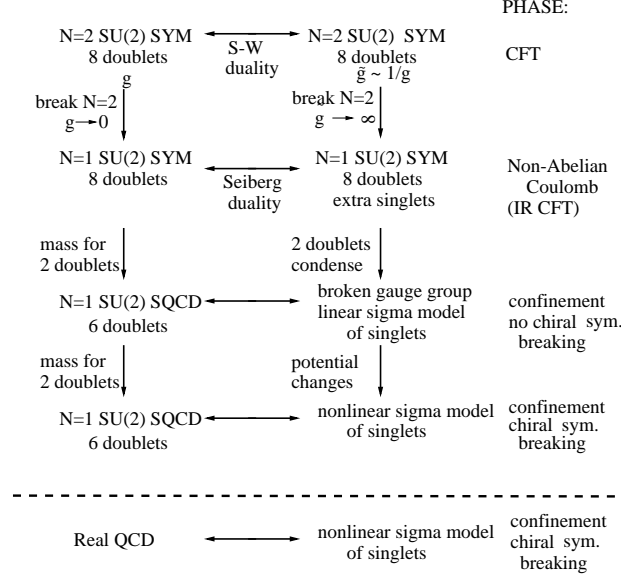 PHASE:
N=2 SU(2) SYM
8 doublets
g
S-W
duality
N=2 SU(2) SYM
8 doublets
g̃ ~ 1/g
CFT
break N=2
g→0
break N=2
g̃ → ∞
N=1 SU(2) SYM
8 doublets
Seiberg
duality
N=1 SU(2) SYM
8 doublets
extra singlets
Non-Abelian
Coulomb
(IR CFT)
mass for
2 doublets
2 doublets
condense
N=1 SU(2) SQCD
6 doublets
broken gauge group
linear sigma model
of singlets
confinement
no chiral sym.
breaking
mass for
2 doublets
potential
changes
N=1 SU(2) SQCD
6 doublets
nonlinear sigma model
of singlets
confinement
chiral sym.
breaking
Real QCD
nonlinear sigma model
of singlets
confinement
chiral sym.
breaking